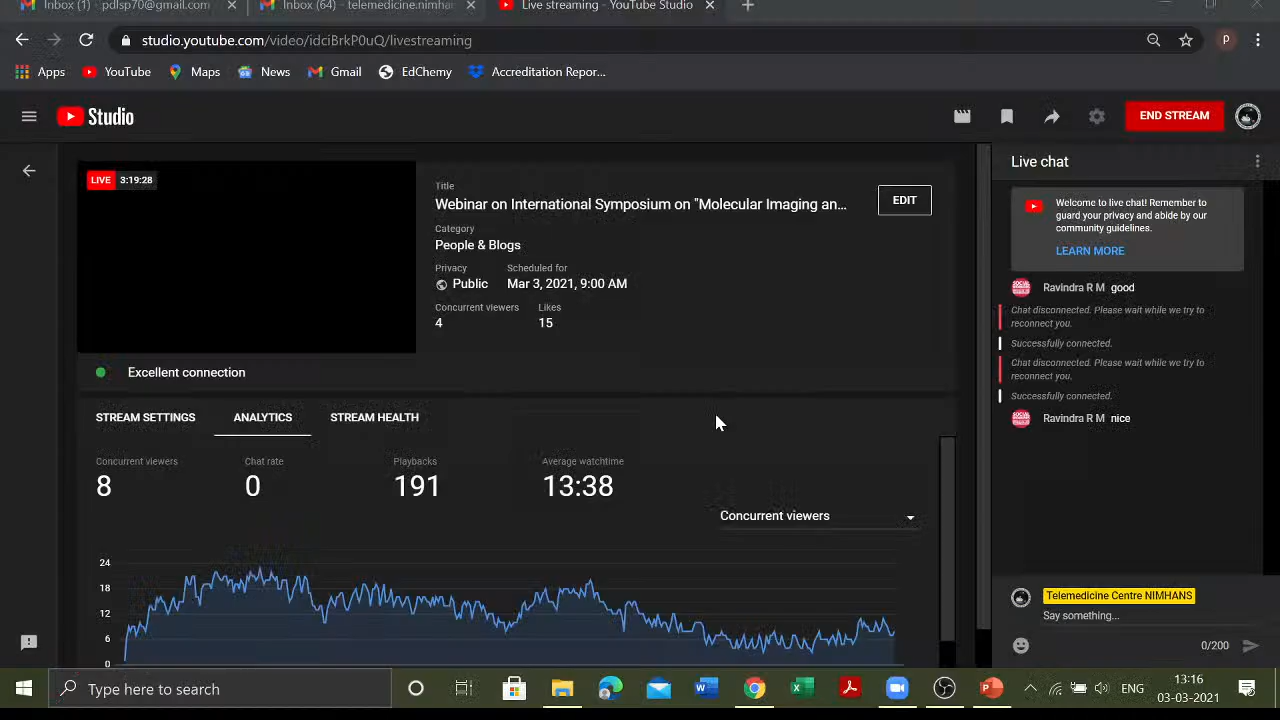 Inbox (1) - pdlsp70@gmail.com
Inbox (64) - telemedicine.nimhan
Live streaming - YouTube Studio
studio.youtube.com/video/idciBrkP0uQ/livestreaming
p
Apps YouTube Maps News Gmail EdChemy Accreditation Repor...
Studio
END STREAM
LIVE 3:19:28
Title
Webinar on International Symposium on "Molecular Imaging an...
EDIT
Category
People & Blogs
Privacy Scheduled for
Public Mar 3, 2021, 9:00 AM
Concurrent viewers Likes
4 15
Excellent connection
STREAM SETTINGS ANALYTICS STREAM HEALTH
Concurrent viewers Chat rate Playbacks Average watchtime
8 0 191 13:38
Concurrent viewers
24
18
12
6
0
Live chat
Welcome to live chat! Remember to
guard your privacy and abide by our
community guidelines.
LEARN MORE
Ravindra R M good
Chat disconnected. Please wait while we try to
reconnect you.
Successfully connected.
Chat disconnected. Please wait while we try to
reconnect you.
Successfully connected.
Ravindra R M nice
Telemedicine Centre NIMHANS
Say something...
0/200
Type here to search
ENG
13:16
03-03-2021